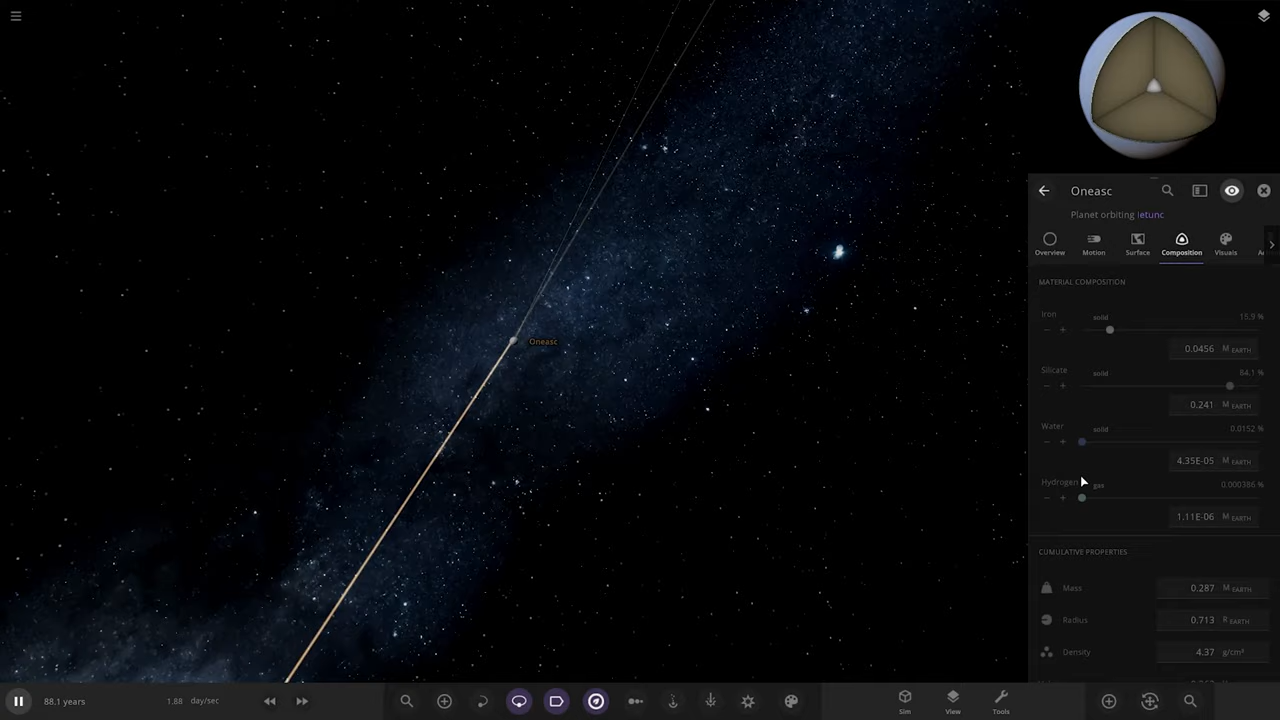 Oneasc
Planet orbiting Ietunc
Overview Motion Surface Composition Visuals
MATERIAL COMPOSITION
Iron solid 15.9 %
0.0456 M EARTH
Silicate solid 84.1 %
0.241 M EARTH
Oneasc
Water solid 0.0152 %
4.35E-05 M EARTH
Hydrogen gas 0.000386 %
1.11E-06 M EARTH
CUMULATIVE PROPERTIES
Mass 0.287 M EARTH
Radius 0.713 R EARTH
Density 4.37 g/cm³
88.1 years 1.88 day/sec Sim View Tools